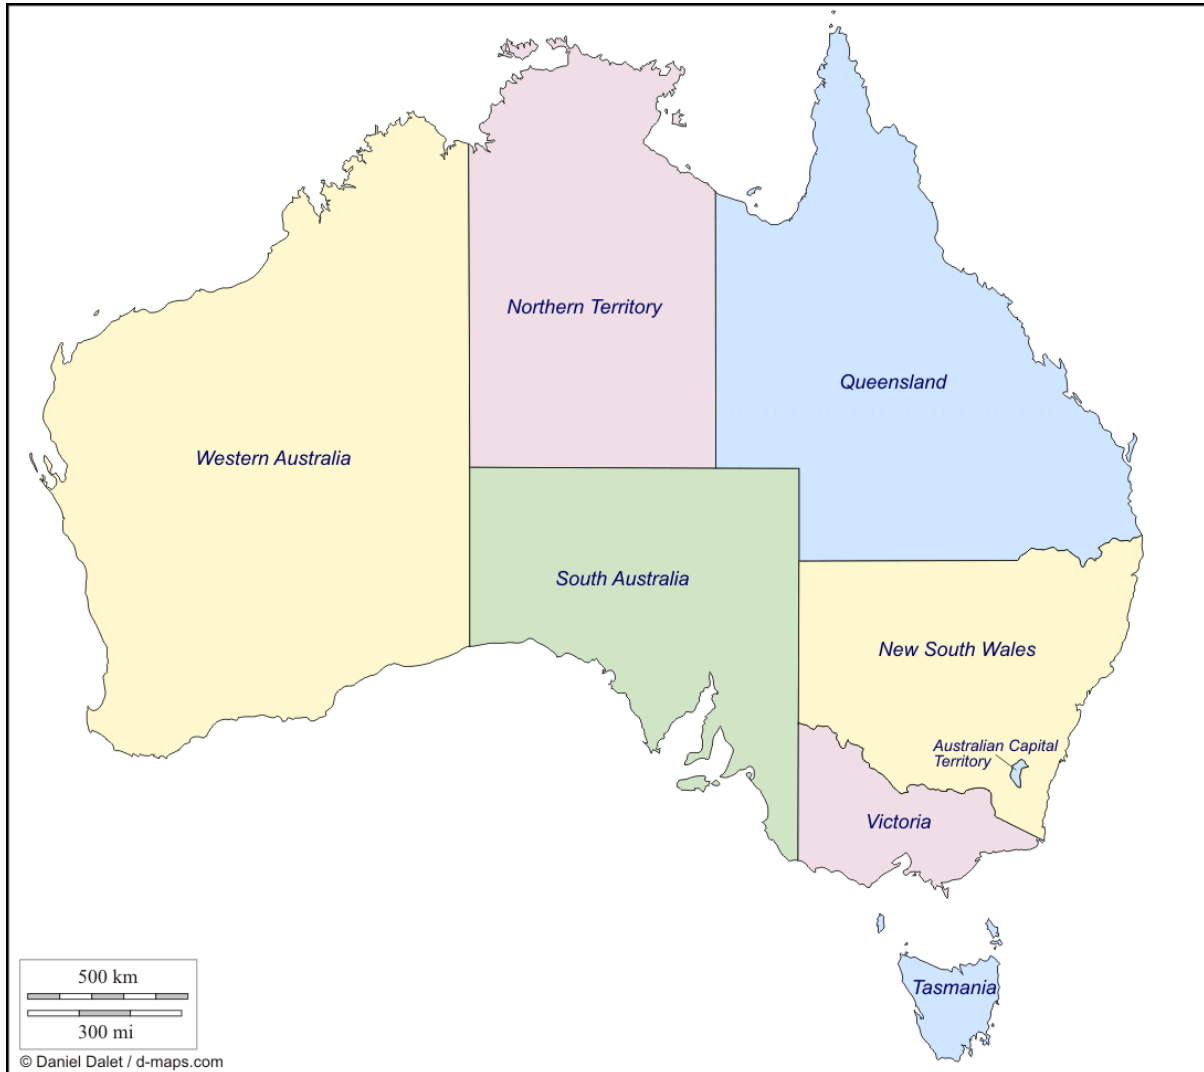 Northern Territory
Queensland
Western Australia
South Australia
New South Wales
Australian Capital
Territory
Victoria
Tasmania
500 km
300 mi
© Daniel Dalet / d-maps.com